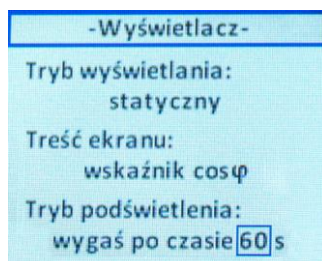 -Wyświetlacz-
Tryb wyświetlania:
statyczny
Treść ekranu:
wskaźnik cosφ
Tryb podświetlenia:
wygaś po czasie 60 s